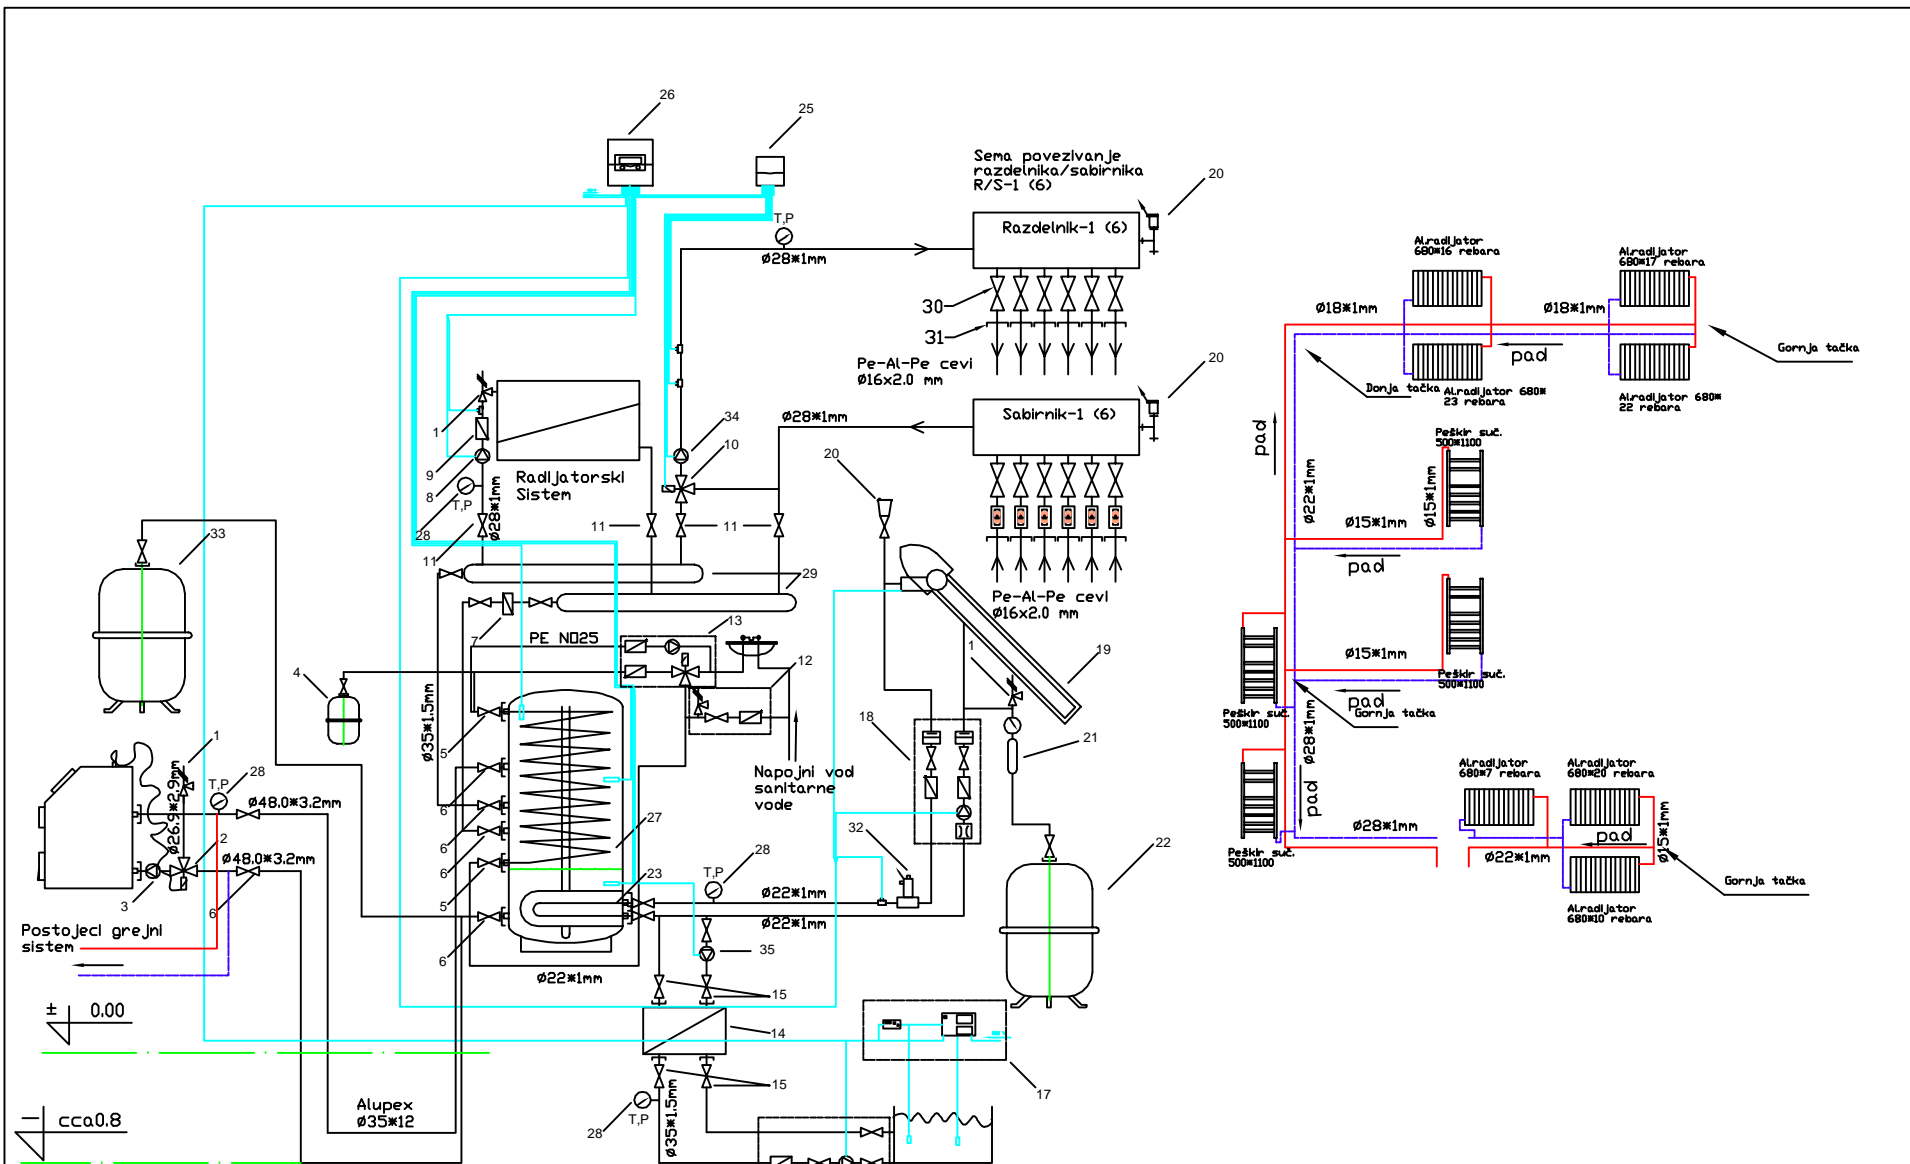 26
25
Sema povezivanje
razdelnika/sabirnika
R/S-1 (6)
20
T,P
Ø28*1mm
Razdelnik-1 (6)
30
31
Pe-Al-Pe cevi
Ø16x2.0 mm
20
Ø28*1mm
Sabirnik-1 (6)
34
10
1
9
8
T,P
28
Ø28*1mm
Radijatorski
Sistem
20
11
11
11
33
29
Pe-Al-Pe cevi
Ø16x2.0 mm
7
PE NO25
13
12
1
19
4
Ø35*1.5mm
5
18
21
Napojni vod
sanitarne
vode
1
T,P
28
Ø26.9*2.9mm
Ø48.0*3.2mm
2
Ø48.0*3.2mm
3
6
6
6
6
5
6
27
23
28
T,P
32
22
Ø22*1mm
Ø22*1mm
35
Ø22*1mm
Postojeci grejni
sistem
± 0.00
15
14
15
17
cca0.8
Alupex
Ø35*12
28
T,P
Ø35*1.5mm
Al.radijator
680*16 rebara
Al.radijator
680*17 rebara
Ø18*1mm
Ø18*1mm
pad
Gornja tačka
Donja tačka
Al.radijator 680*
23 rebara
Al.radijator 680*
22 rebara
pad
Peškir suč.
500*1100
Ø22*1mm
Ø15*1mm
Ø15*1mm
pad
Ø15*1mm
Peškir suč.
500*1100
pad
Gornja tačka
Peškir suč.
500*1100
Ø28*1mm
pad
Al.radijator
680*7 rebara
Al.radijator
680*20 rebara
Ø28*1mm
pad
Ø15*1mm
Ø22*1mm
Peškir suč.
500*1100
Gornja tačka
Al.radijator
680*10 rebara